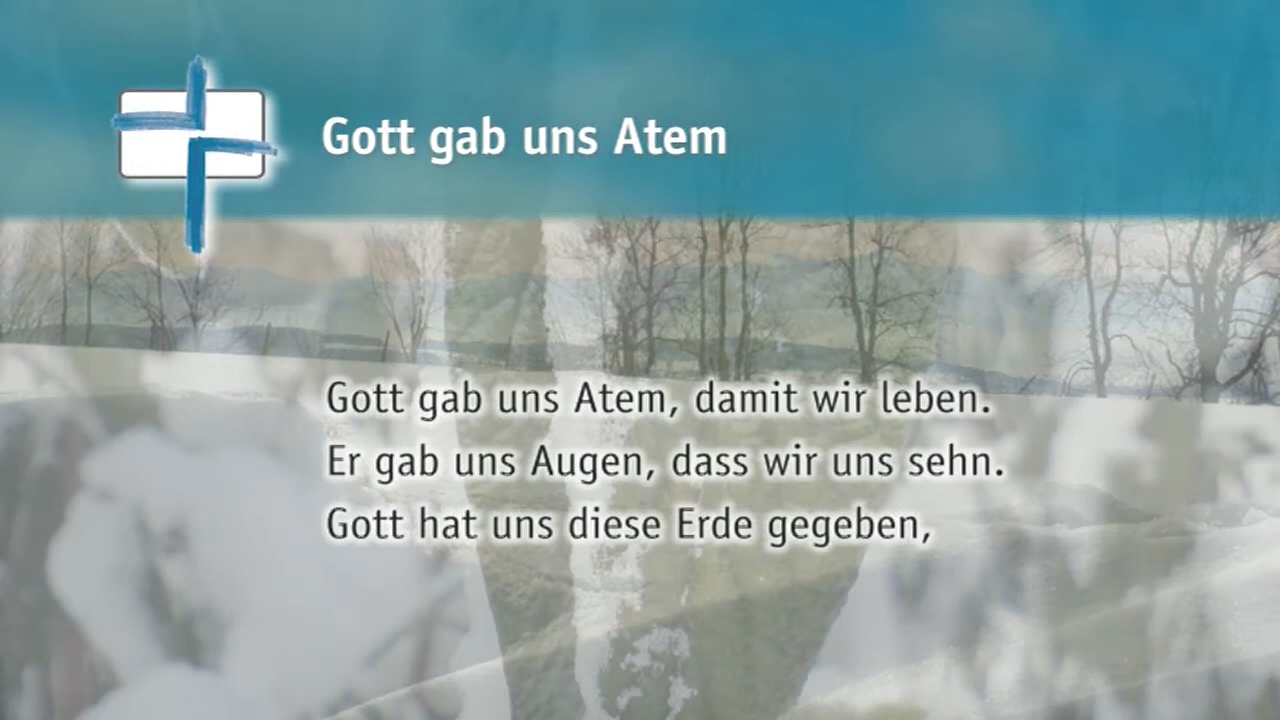 Gott gab uns Atem
Gott gab uns Atem, damit wir leben.
Er gab uns Augen, dass wir uns sehn.
Gott hat uns diese Erde gegeben,